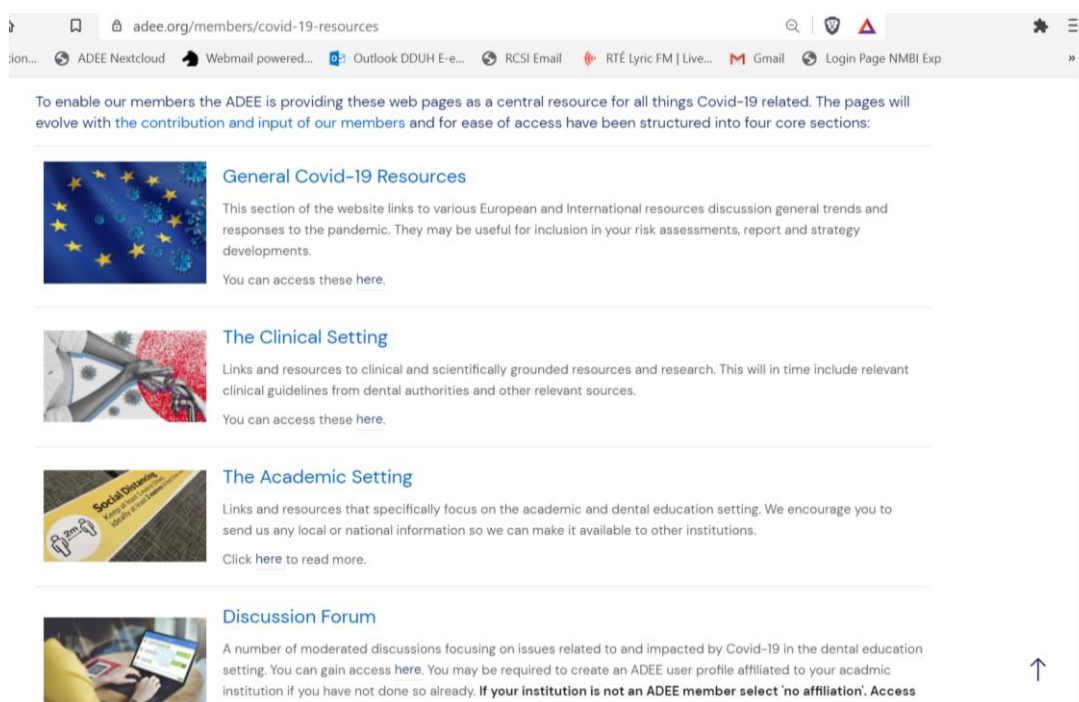 adee.org/members/covid-19-resources
ion... ADEE Nextcloud Webmail powered... Outlook DDUH E-e... RCSI Email RTÉ Lyric FM | Live... Gmail Login Page NMBI Exp »
To enable our members the ADEE is providing these web pages as a central resource for all things Covid-19 related. The pages will
evolve with the contribution and input of our members and for ease of access have been structured into four core sections:
General Covid-19 Resources
This section of the website links to various European and International resources discussion general trends and
responses to the pandemic. They may be useful for inclusion in your risk assessments, report and strategy
developments.
You can access these here.
The Clinical Setting
Links and resources to clinical and scientifically grounded resources and research. This will in time include relevant
clinical guidelines from dental authorities and other relevant sources.
You can access these here.
Social Distancing
2m
The Academic Setting
Links and resources that specifically focus on the academic and dental education setting. We encourage you to
send us any local or national information so we can make it available to other institutions.
Click here to read more.
Discussion Forum
A number of moderated discussions focusing on issues related to and impacted by Covid-19 in the dental education
setting. You can gain access here. You may be required to create an ADEE user profile affiliated to your acadmic
institution if you have not done so already. If your institution is not an ADEE member select 'no affiliation'. Access